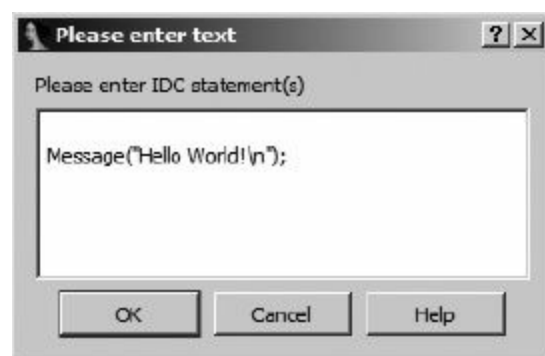 Please enter text
Please enter IDC statement(s)
Message("Hello World!\n");
OK Cancel Help